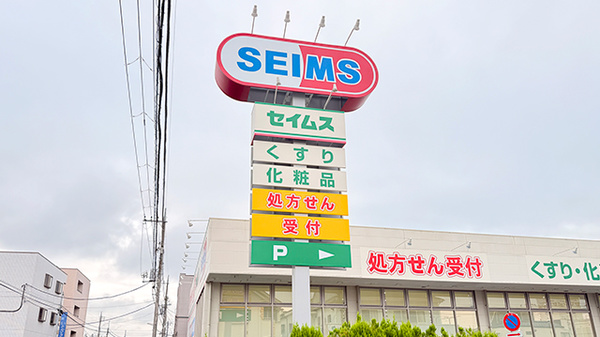 SEIMS
セイムス
くすり
化粧品
処方せん
受付
P
処方せん受付
くすり・化